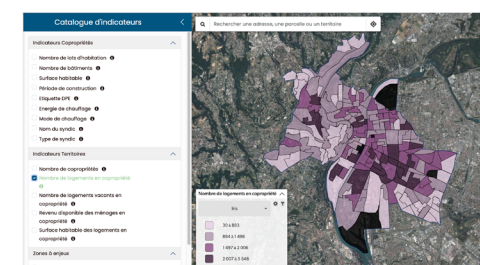 Catalogue d'indicateurs
Rechercher une adresse, une parcelle ou un territoire
Indicateurs Copropriétés
Nombre de lots d'habitation
Nombre de bâtiments
Surface habitable
Période de construction
Etiquette DPE
Energie de chauffage
Mode de chauffage
Nom du syndic
Type de syndic
Indicateurs Territoires
Nombre de copropriétés
Nombre de logements en copropriété
Nombre de logements vacants en
copropriété
Revenu disponible des ménages en
copropriété
Surface habitable des logements en
copropriété
Zones à enjeux
Nombre de logements en copropriété
Iris
30 à 893
894 à 1 496
1 497 à 2 006
2 007 à 3 346